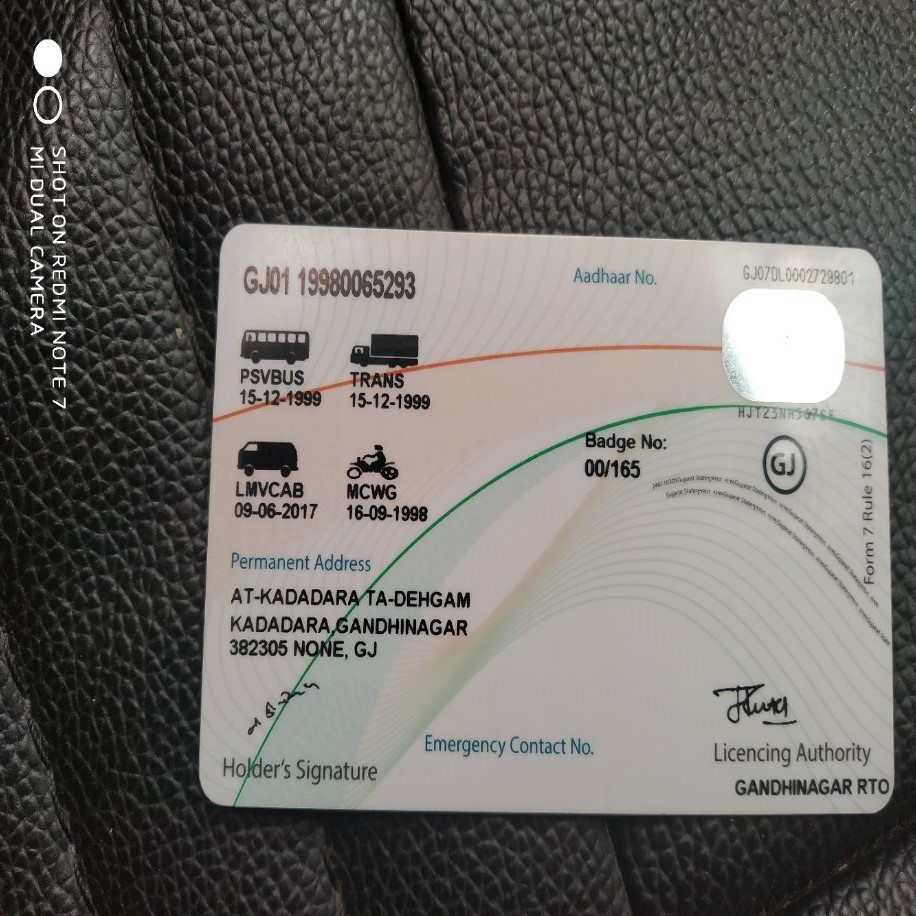 SHOT ON REDMI NOTE 7
MI DUAL CAMERA
GJ01 19980065293
Aadhaar No.
GJ07DL0002729801
PSVBUS
15-12-1999
TRANS
15-12-1999
LMVCAB
09-06-2017
MCWG
16-09-1998
Badge No:
00/165
GJ
Form 7 Rule 16(2)
Permanent Address
AT-KADADARA TA-DEHGAM
KADADARA,GANDHINAGAR
382305 NONE, GJ
Holder's Signature
Emergency Contact No.
Licencing Authority
GANDHINAGAR RTO